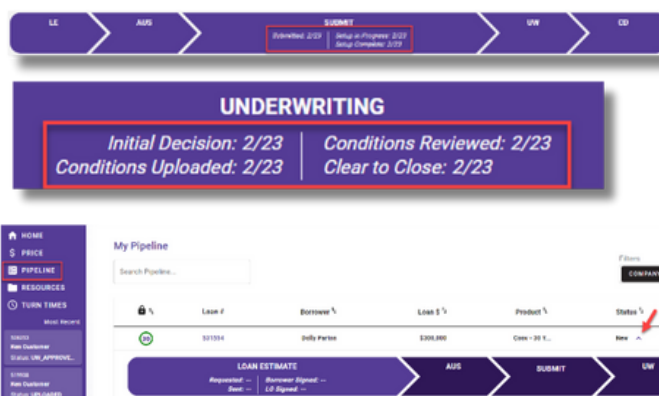 LE
AUS
SUBMIT
UW
CD
Submitted: 2/23
Setup in Progress: 2/23
Setup Complete: 2/23
UNDERWRITING
Initial Decision: 2/23
Conditions Reviewed: 2/23
Conditions Uploaded: 2/23
Clear to Close: 2/23
HOME
PRICE
PIPELINE
RESOURCES
TURN TIMES
Most Recent
Ken Customer
Status: UW_APPROVE...
Ken Customer
Status: UPLOADED
My Pipeline
Search Pipeline...
Filters
COMPANY
Loan #
Borrower
Loan $
Product
Status
30
Dolly Parton
$300,000
Conv - 30 Y...
New
LOAN ESTIMATE
Requested: --
Borrower Signed: --
Sent: --
LO Signed: --
AUS
SUBMIT
UW